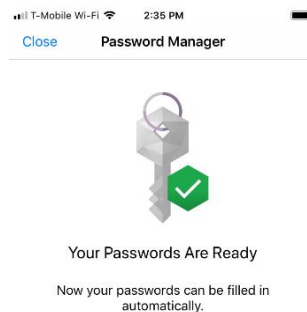 T-Mobile Wi-Fi 2:35 PM
Close Password Manager
Your Passwords Are Ready
Now your passwords can be filled in
automatically.